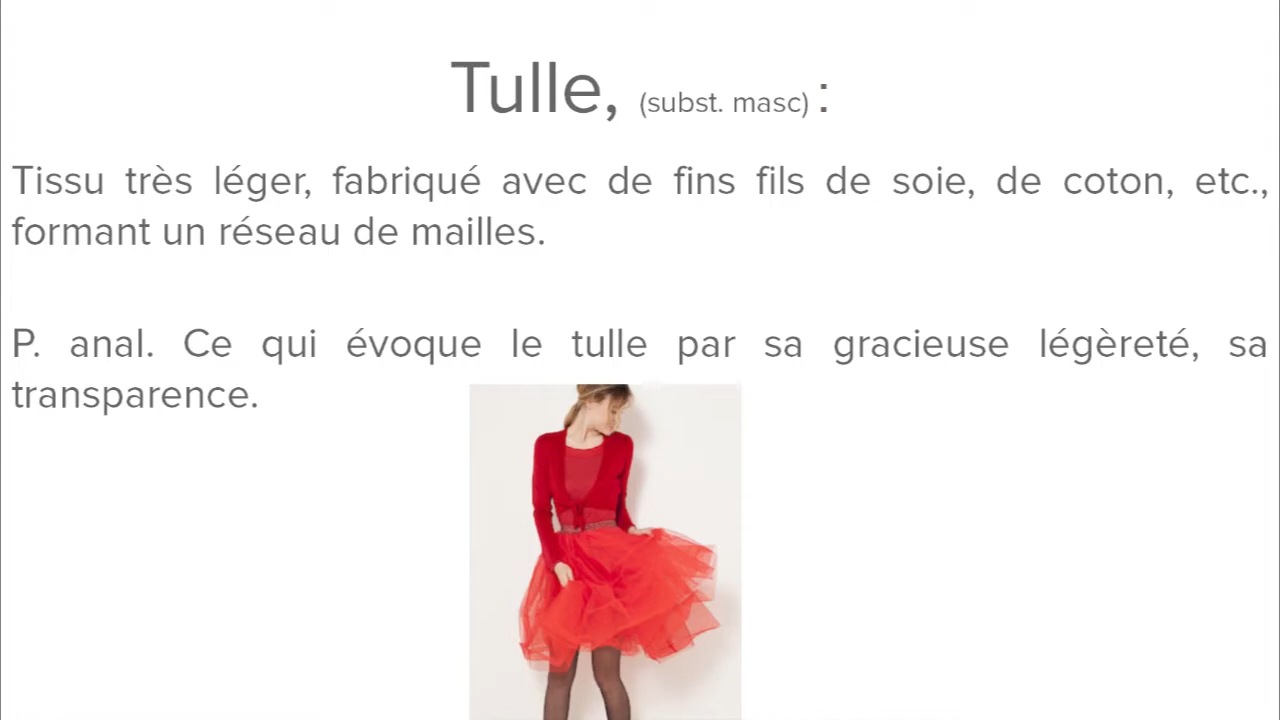 Tulle, (subst. masc) :
Tissu très léger, fabriqué avec de fins fils de soie, de coton, etc.,
formant un réseau de mailles.
P. anal. Ce qui évoque le tulle par sa gracieuse légèreté, sa
transparence.